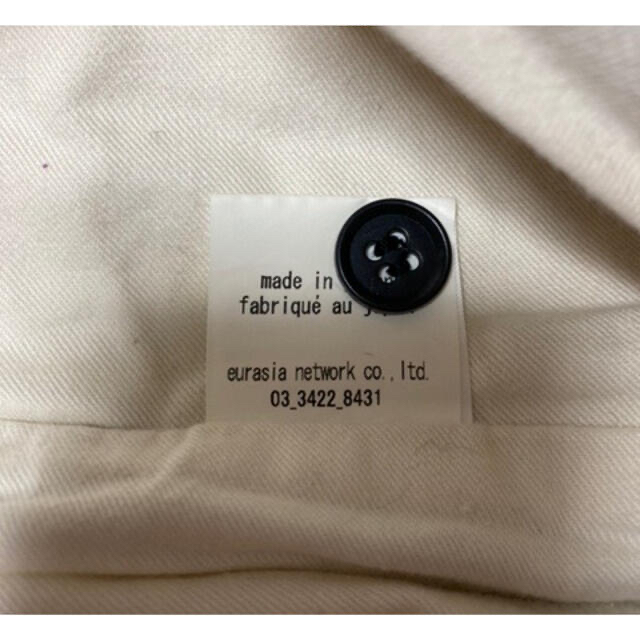 made in
fabriqué au
eurasia network co., ltd.
03_3422_8431